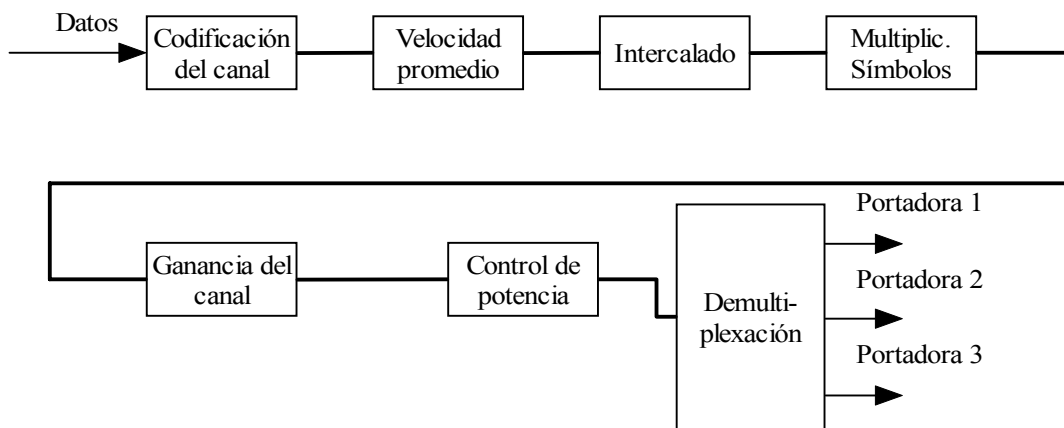 Datos
Codificación
del canal
Velocidad
promedio
Intercalado
Multiplic.
Símbolos
Portadora 1
Ganancia del
canal
Control de
potencia
Demulti-
plexación
Portadora 2
Portadora 3